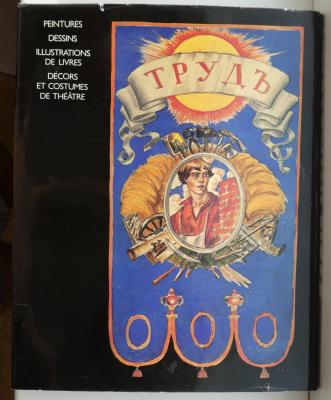 PEINTURES
DESSINS
ILLUSTRATIONS
DE LIVRES
DÉCORS
ET COSTUMES
DE THÉÂTRE
ТРУДЪ